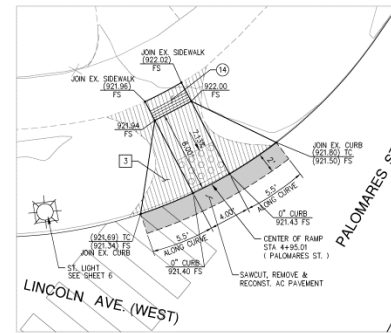 JOIN EX. SIDEWALK
(922.02)
FS
JOIN EX. SIDEWALK
(921.96)
FS
14
922.00
FS
921.94
FS
3
8.00'
7.13%
JOIN EX. CURB
(921.80) TC
(921.50) FS
2'
5.5'
ALONG CURVE
4.00'
5.5'
ALONG CURVE
0" CURB
921.43 FS
(921.69) TC
(921.34) FS
JOIN EX. CURB
0" CURB
921.40 FS
CENTER OF RAMP
STA 4+95.01
( PALOMARES ST. )
ST. LIGHT
SEE SHEET 6
SAWCUT, REMOVE &
RECONST. AC PAVEMENT
LINCOLN AVE. (WEST)
PALOMARES ST